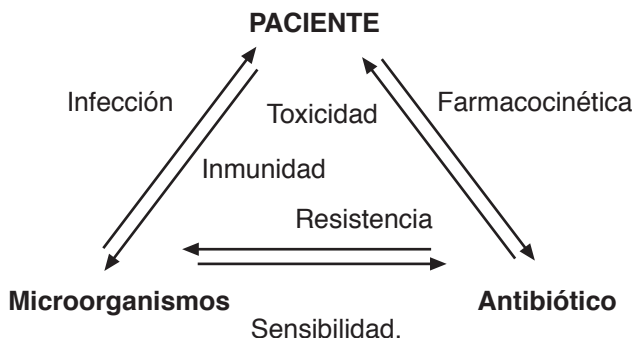 PACIENTE
Infección
Farmacocinética
Toxicidad
Inmunidad
Resistencia
Microorganismos
Antibiótico
Sensibilidad.